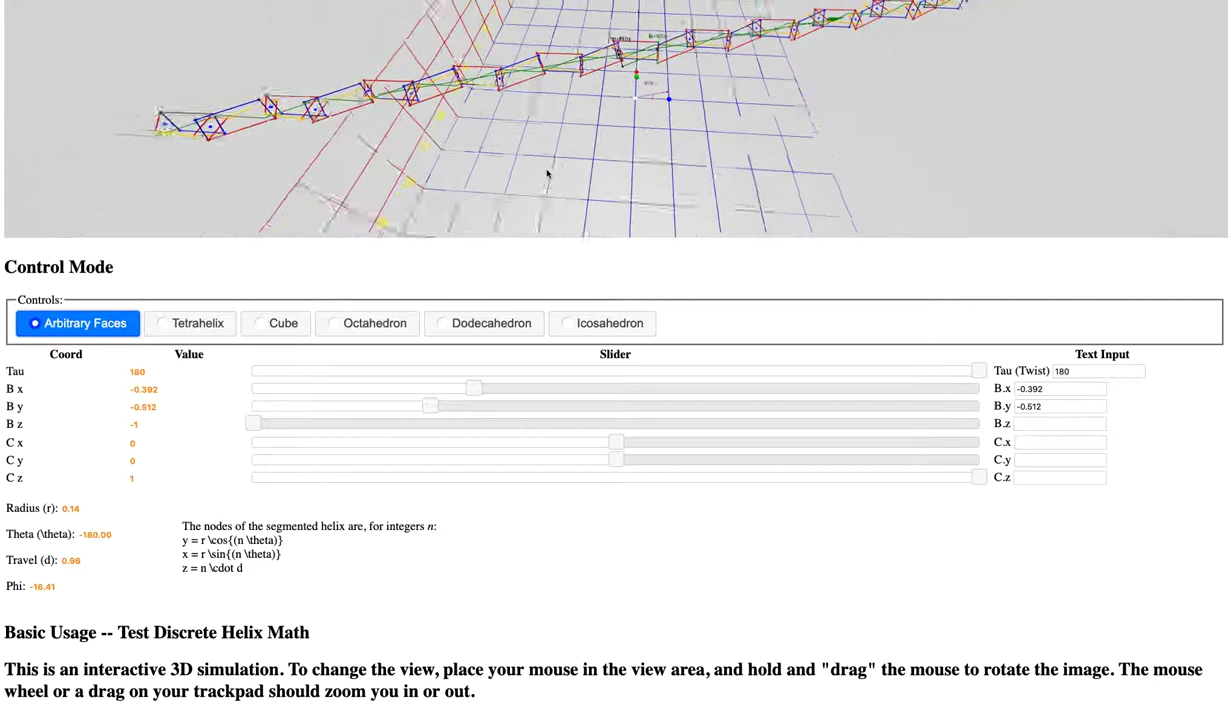 Control Mode
Controls:
Arbitrary Faces Tetrahelix Cube Octahedron Dodecahedron Icosahedron
Coord Value Slider Text Input
Tau 180 Tau (Twist) 180
B x -0.392 B.x -0.392
B y -0.512 B.y -0.512
B z -1 B.z
C x 0 C.x
C y 0 C.y
C z 1 C.z
Radius (r): 0.14
Theta (\theta): -180.00
Travel (d): 0.96
Phi: -16.41
The nodes of the segmented helix are, for integers n:
y = r \cos{(n \theta)}
x = r \sin{(n \theta)}
z = n \cdot d
Basic Usage -- Test Discrete Helix Math
This is an interactive 3D simulation. To change the view, place your mouse in the view area, and hold and "drag" the mouse to rotate the image. The mouse
wheel or a drag on your trackpad should zoom you in or out.